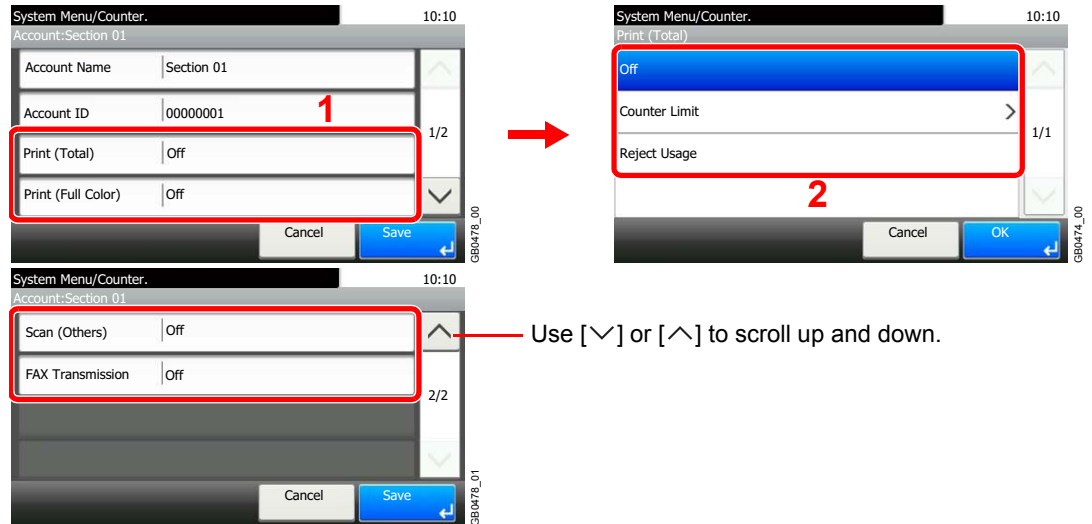 System Menu/Counter. 10:10
Account:Section 01
Account Name Section 01
Account ID 00000001
1
Print (Total) Off
Print (Full Color) Off
1/2
Cancel Save
GB0478_00
System Menu/Counter. 10:10
Print (Total)
Off
Counter Limit
Reject Usage
1/1
2
Cancel OK
GB0474_00
System Menu/Counter. 10:10
Account:Section 01
Scan (Others) Off
FAX Transmission Off
2/2
Cancel Save
GB0478_01
Use [∨] or [∧] to scroll up and down.